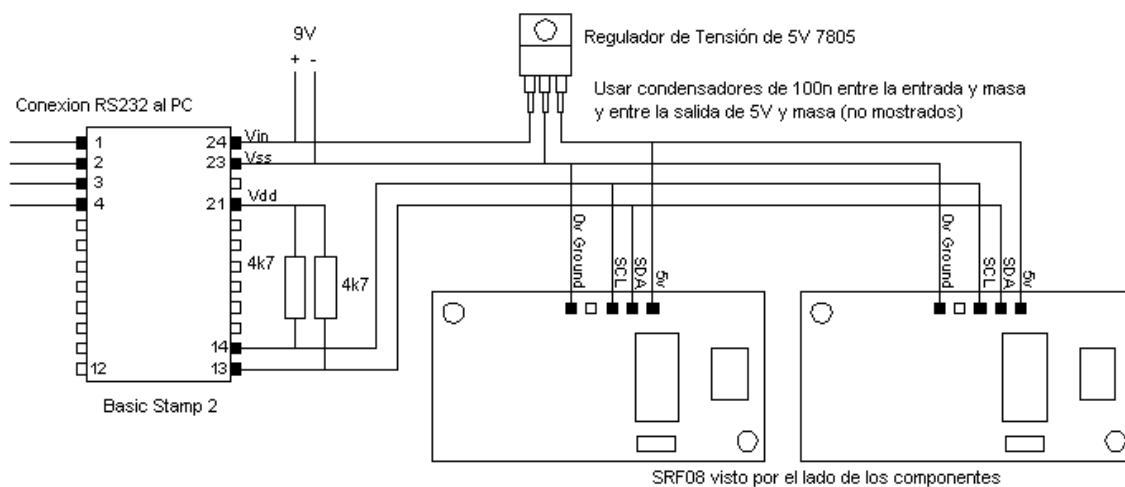 9V
+ -
Regulador de Tensión de 5V 7805
Usar condensadores de 100n entre la entrada y masa
y entre la salida de 5V y masa (no mostrados)
Conexion RS232 al PC
1
2
3
4
12
24
23
21
14
13
Vin
Vss
Vdd
4k7
4k7
Basic Stamp 2
0v Ground
SCL
SDA
5v
0v Ground
SCL
SDA
5v
SRF08 visto por el lado de los componentes